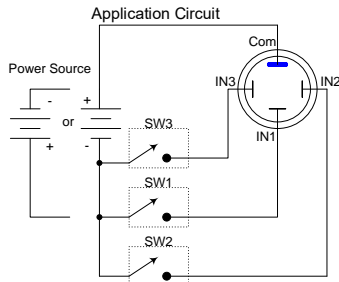 Application Circuit
Com
Power Source
IN3
IN2
- +
or
IN1
+ -
SW3
SW1
SW2